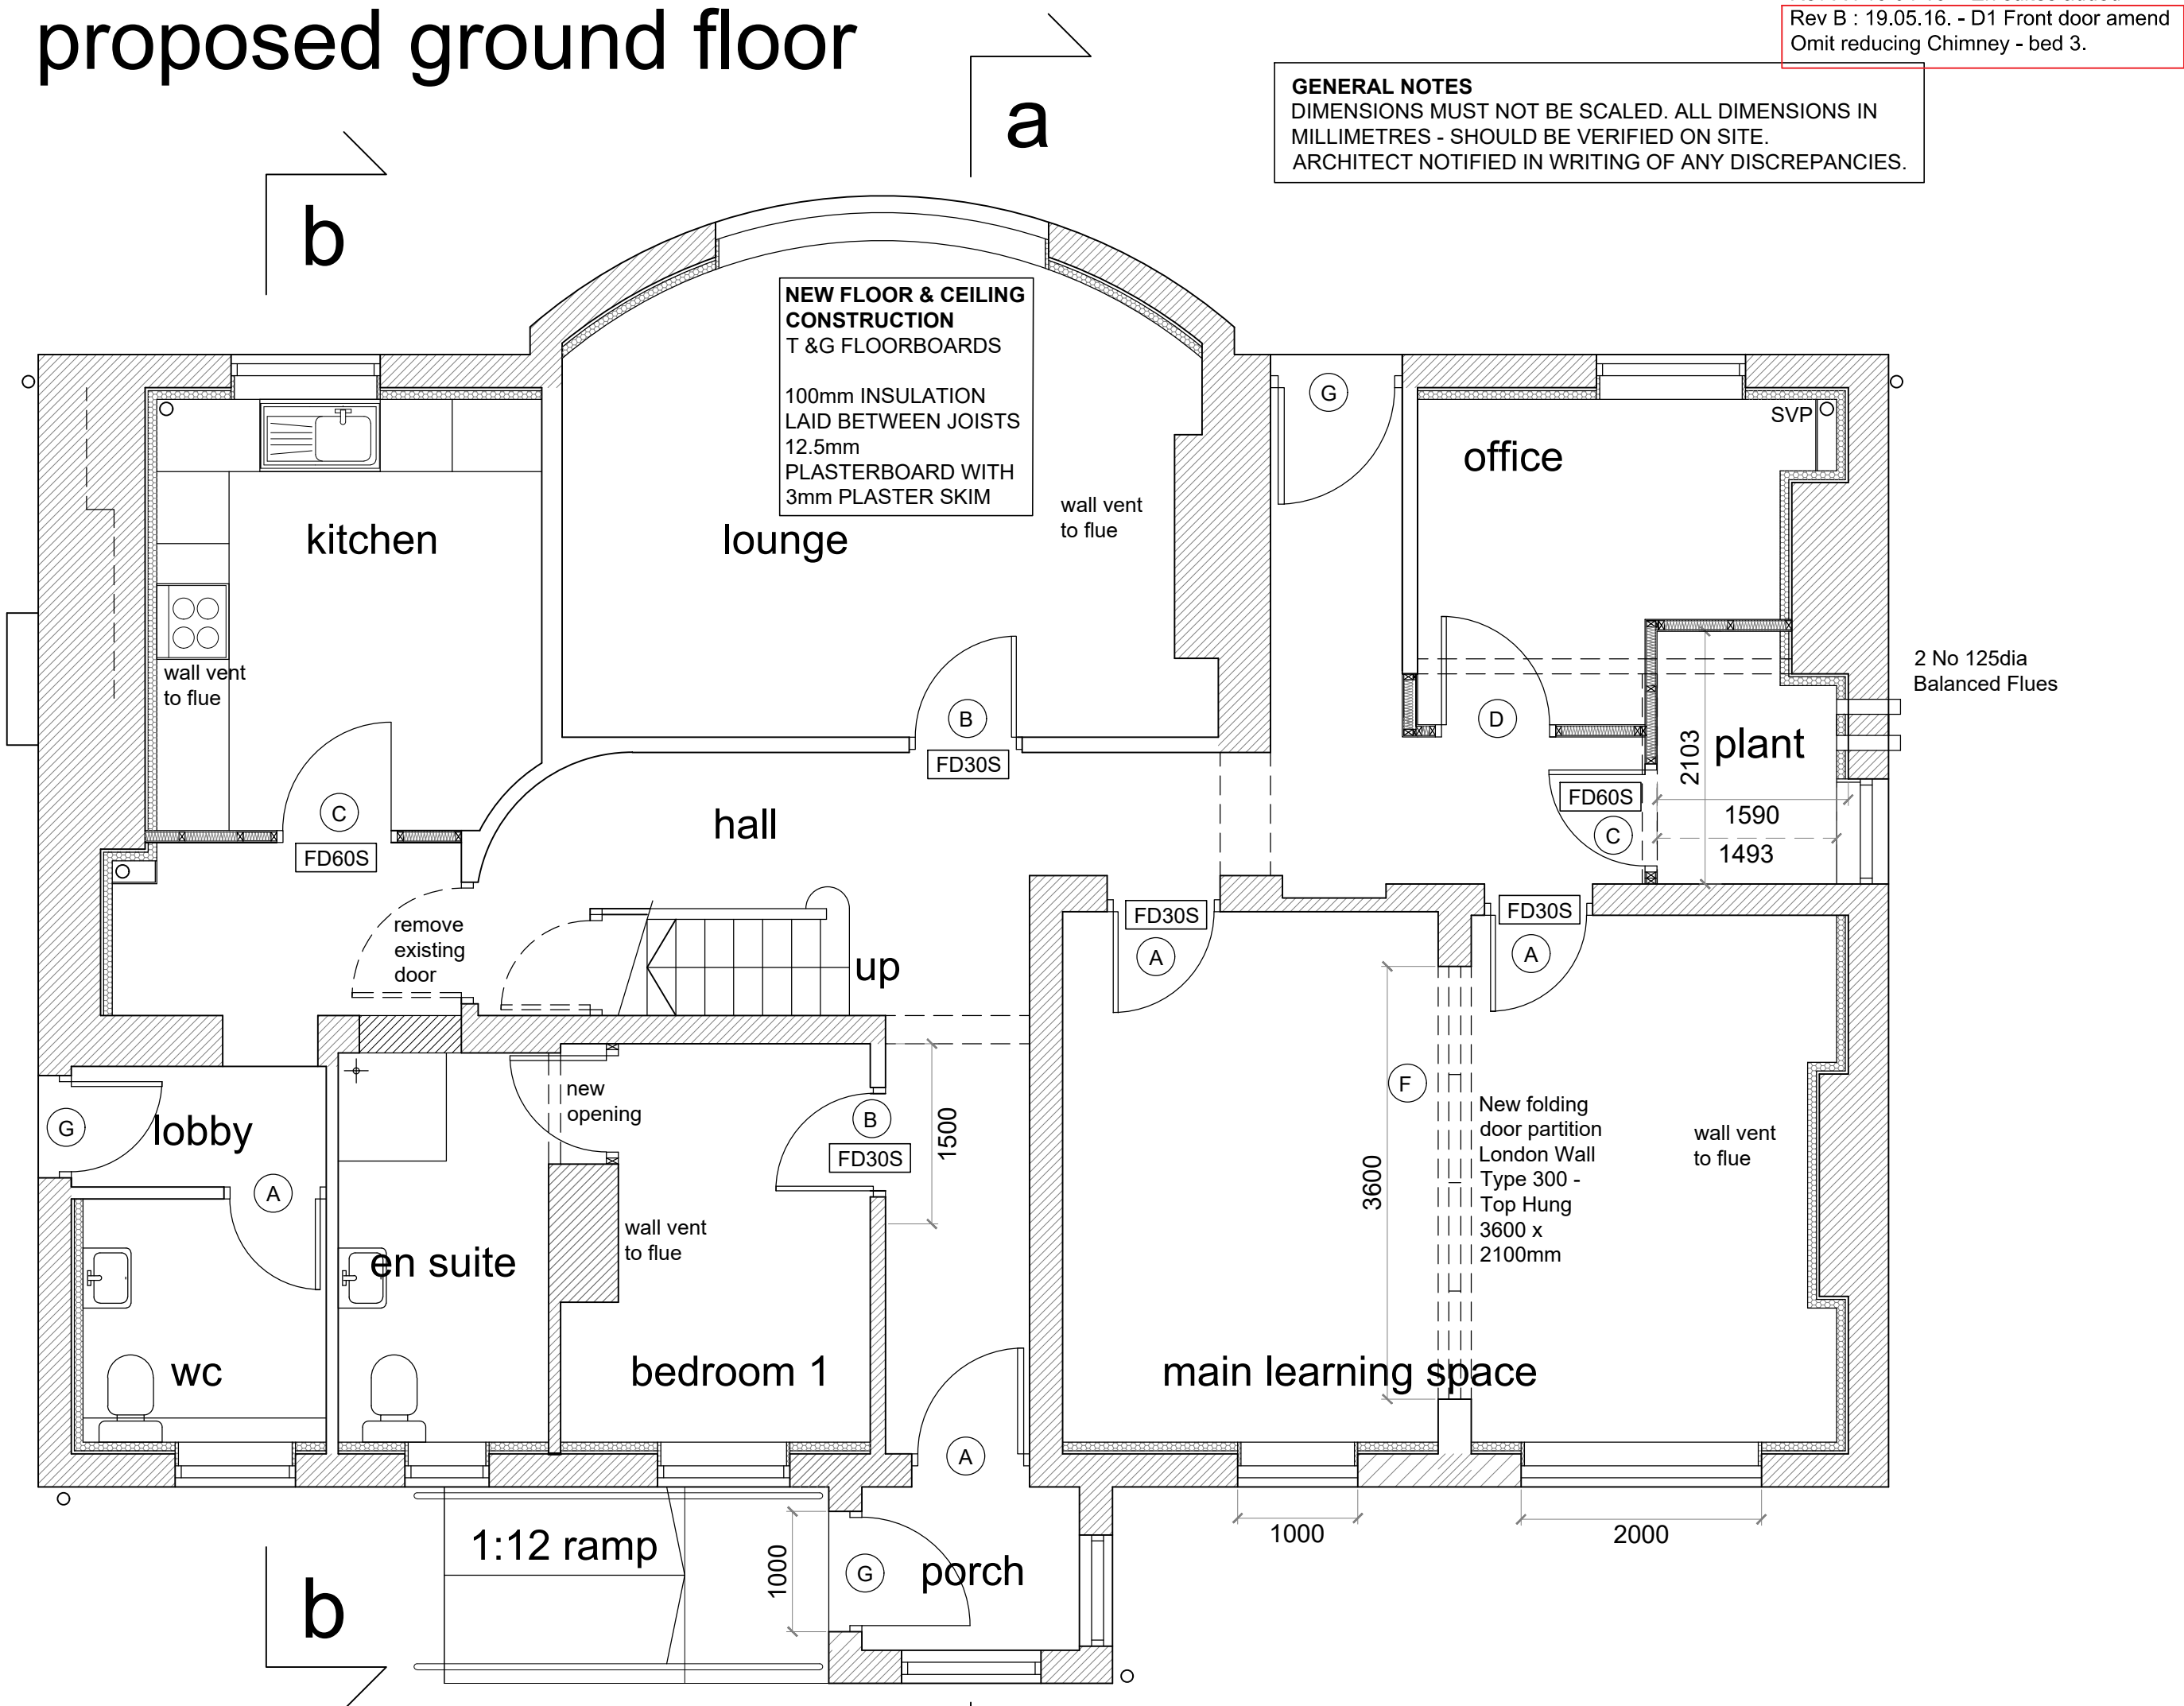 proposed ground floor
Rev B : 19.05.16. - D1 Front door amend
Omit reducing Chimney - bed 3.
GENERAL NOTES
DIMENSIONS MUST NOT BE SCALED. ALL DIMENSIONS IN
MILLIMETRES - SHOULD BE VERIFIED ON SITE.
ARCHITECT NOTIFIED IN WRITING OF ANY DISCREPANCIES.
a
b
NEW FLOOR & CEILING
CONSTRUCTION
T &G FLOORBOARDS
100mm INSULATION
LAID BETWEEN JOISTS
12.5mm
PLASTERBOARD WITH
3mm PLASTER SKIM
G
SVP
office
wall vent
to flue
kitchen
lounge
wall vent
to flue
2 No 125dia
Balanced Flues
B
FD30S
D
plant
2103
FD60S
1590
C
1493
C
FD60S
hall
FD30S
A
FD30S
A
remove
existing
door
up
new
opening
G
lobby
B
FD30S
1500
F
3600
New folding
door partition
London Wall
Type 300 -
Top Hung
3600 x
2100mm
wall vent
to flue
A
wall vent
to flue
en suite
wc
bedroom 1
main learning space
A
1000
2000
1:12 ramp
1000
G
porch
b